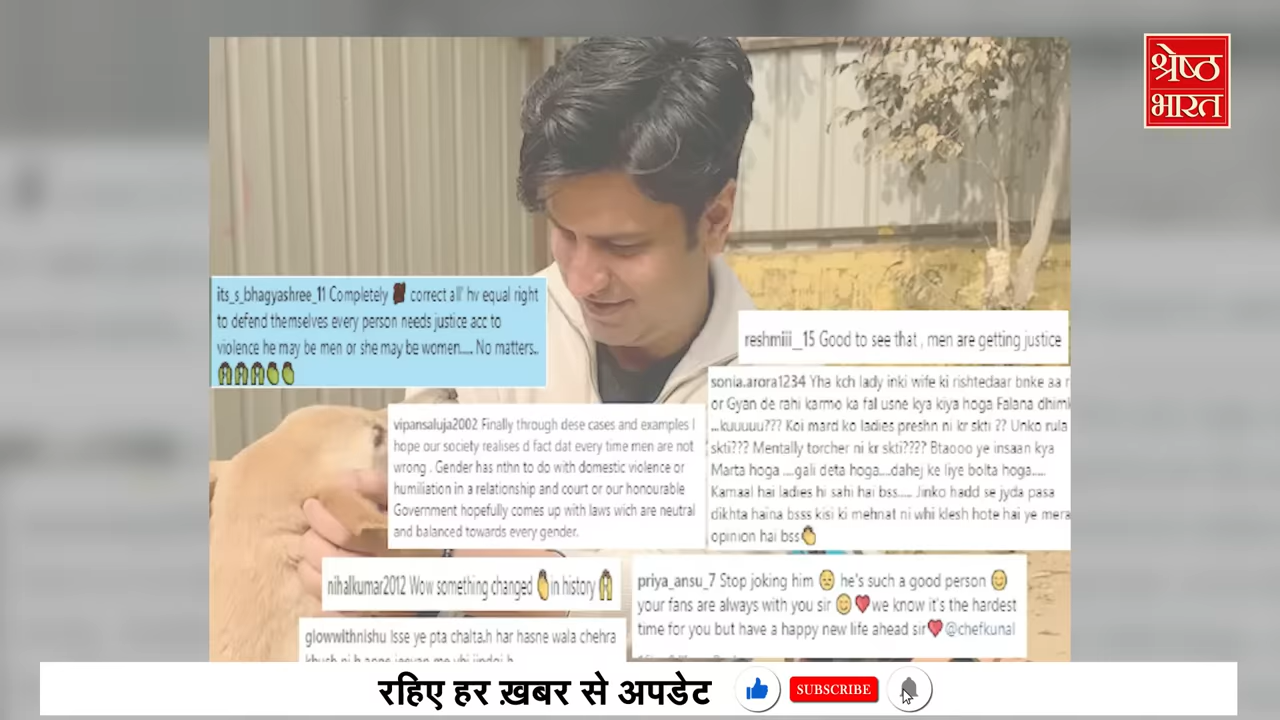 श्रेष्ठ
भारत
its_s_bhagyashree_11 Completely correct all' hv equal right
to defend themselves every person needs justice acc to
violence he may be men or she may be women..... No matters..
reshmiii__15 Good to see that , men are getting justice
sonia.arora1234 Yha kch lady inki wife ki rishtedaar bnke aa r
or Gyan de rahi karmo ka fal usne kya kiya hoga Falana dhimk
...kuuuuu??? Koi mard ko ladies preshn ni kr skti ?? Unko rula
skti??? Mentally torcher ni kr skti???? Btaoo ye insaan kya
Marta hoga ....gali deta hoga....dahej ke liye bolta hoga.....
Kamaal hai ladies hi sahi hai bss..... Jinko hadd se jyda pasa
dikhta haina bsss kisi ki mehnat ni whi klesh hote hai ye mera
opinion hai bss👏
vipansaluja2002 Finally through dese cases and examples I
hope our society realises d fact dat every time men are not
wrong . Gender has nthn to do with domestic violence or
humiliation in a relationship and court or our honourable
Government hopefully comes up with laws wich are neutral
and balanced towards every gender.
nihalkumar2012 Wow something changed 👏in history 🙌
priya_ansu_7 Stop joking him 😢 he's such a good person 😊
your fans are always with you sir 😊❤️we know it's the hardest
time for you but have a happy new life ahead sir❤️@chefkunal
glowwithnishu Isse ye pta chalta.h har hasne wala chehra
रहिए हर ख़बर से अपडेट
SUBSCRIBE